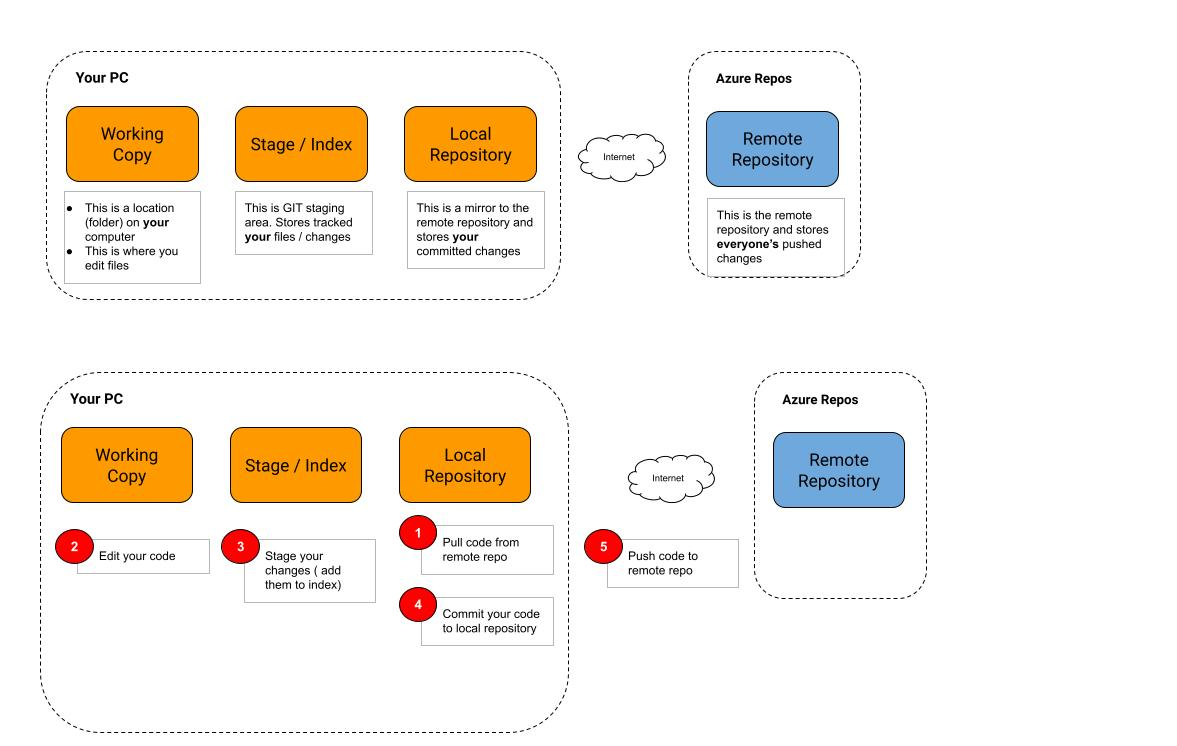 Your PC
Azure Repos
Working
Copy
Stage / Index
Local
Repository
Internet
Remote
Repository
● This is a location
(folder) on your
computer
● This is where you
edit files
This is GIT staging
area. Stores tracked
your files / changes
This is a mirror to the
remote repository and
stores your
committed changes
This is the remote
repository and stores
everyone's pushed
changes
Your PC
Azure Repos
Working
Copy
Stage / Index
Local
Repository
Internet
Remote
Repository
2
Edit your code
3
Stage your
changes ( add
them to index)
1
Pull code from
remote repo
4
Commit your code
to local repository
5
Push code to
remote repo